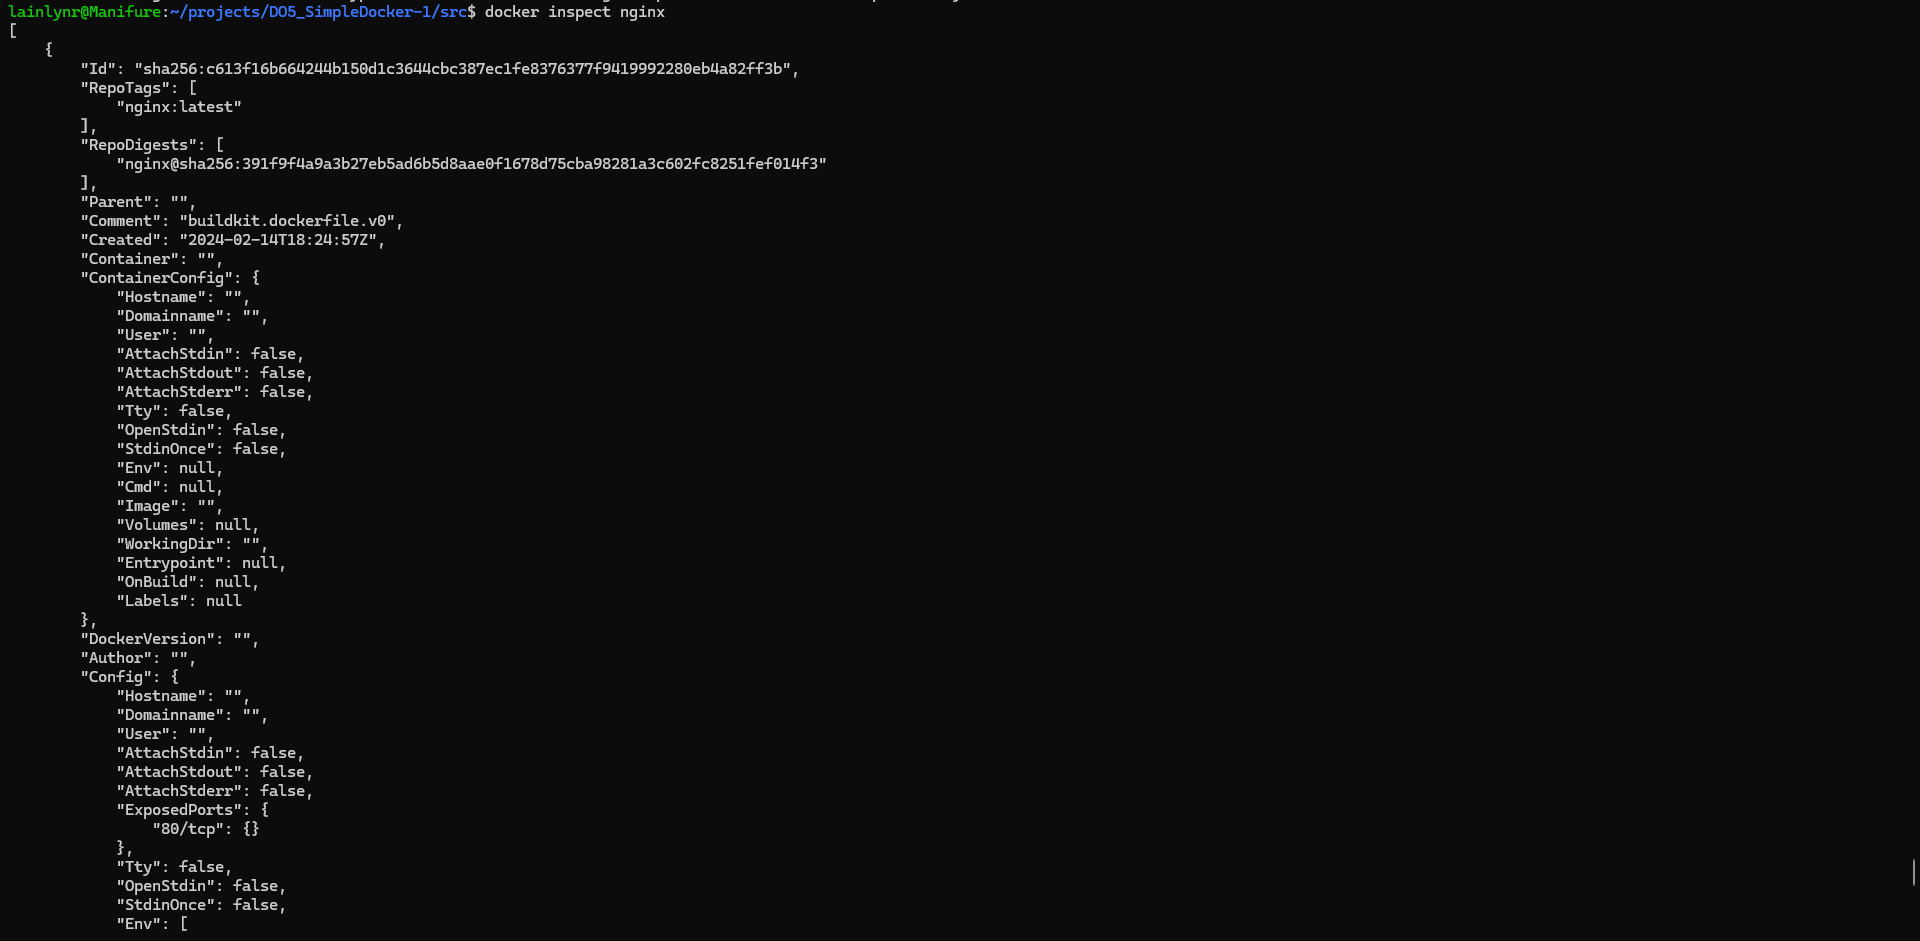 lainlynr@Manifure:~/projects/DO5_SimpleDocker-1/src$ docker inspect nginx
[
    {
        "Id": "sha256:c613f16b664244b150d1c3644cbc387ec1fe8376377f9419992280eb4a82ff3b",
        "RepoTags": [
            "nginx:latest"
        ],
        "RepoDigests": [
            "nginx@sha256:391f9f4a9a3b27eb5ad6b5d8aae0f1678d75cba98281a3c602fc8251fef014f3"
        ],
        "Parent": "",
        "Comment": "buildkit.dockerfile.v0",
        "Created": "2024-02-14T18:24:57Z",
        "Container": "",
        "ContainerConfig": {
            "Hostname": "",
            "Domainname": "",
            "User": "",
            "AttachStdin": false,
            "AttachStdout": false,
            "AttachStderr": false,
            "Tty": false,
            "OpenStdin": false,
            "StdinOnce": false,
            "Env": null,
            "Cmd": null,
            "Image": "",
            "Volumes": null,
            "WorkingDir": "",
            "Entrypoint": null,
            "OnBuild": null,
            "Labels": null
        },
        "DockerVersion": "",
        "Author": "",
        "Config": {
            "Hostname": "",
            "Domainname": "",
            "User": "",
            "AttachStdin": false,
            "AttachStdout": false,
            "AttachStderr": false,
            "ExposedPorts": {
                "80/tcp": {}
            },
            "Tty": false,
            "OpenStdin": false,
            "StdinOnce": false,
            "Env": [